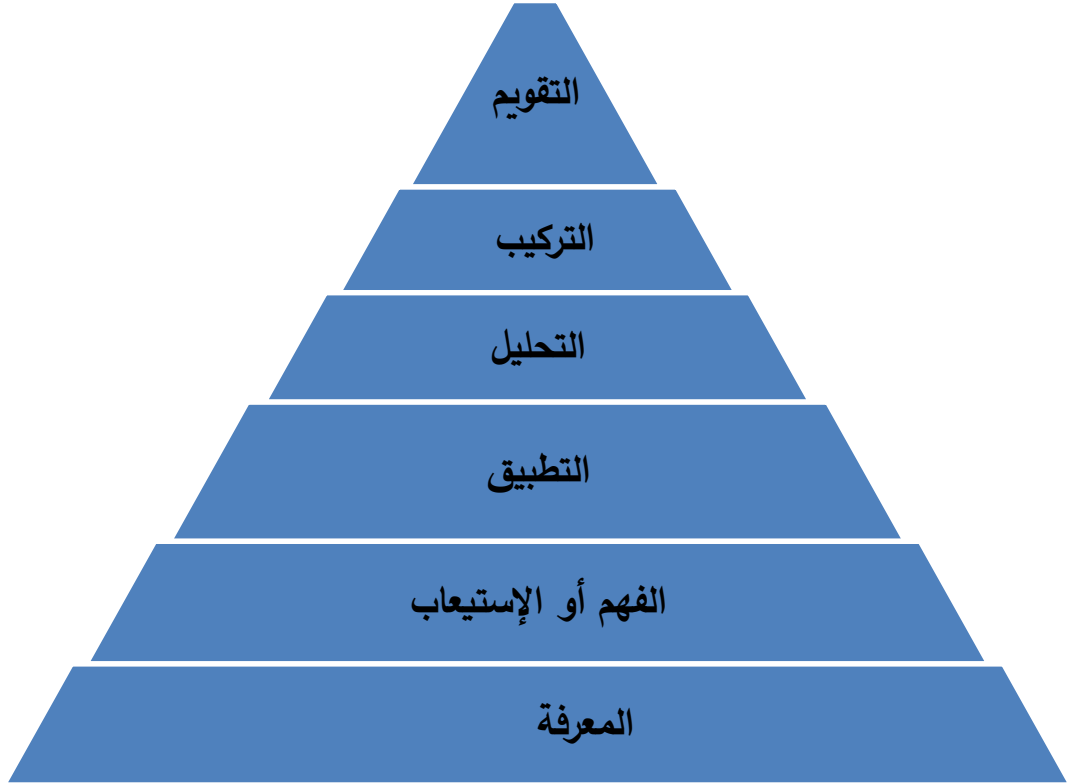 التقويم
التركيب
التحليل
التطبيق
الفهم أو الإستيعاب
المعرفة